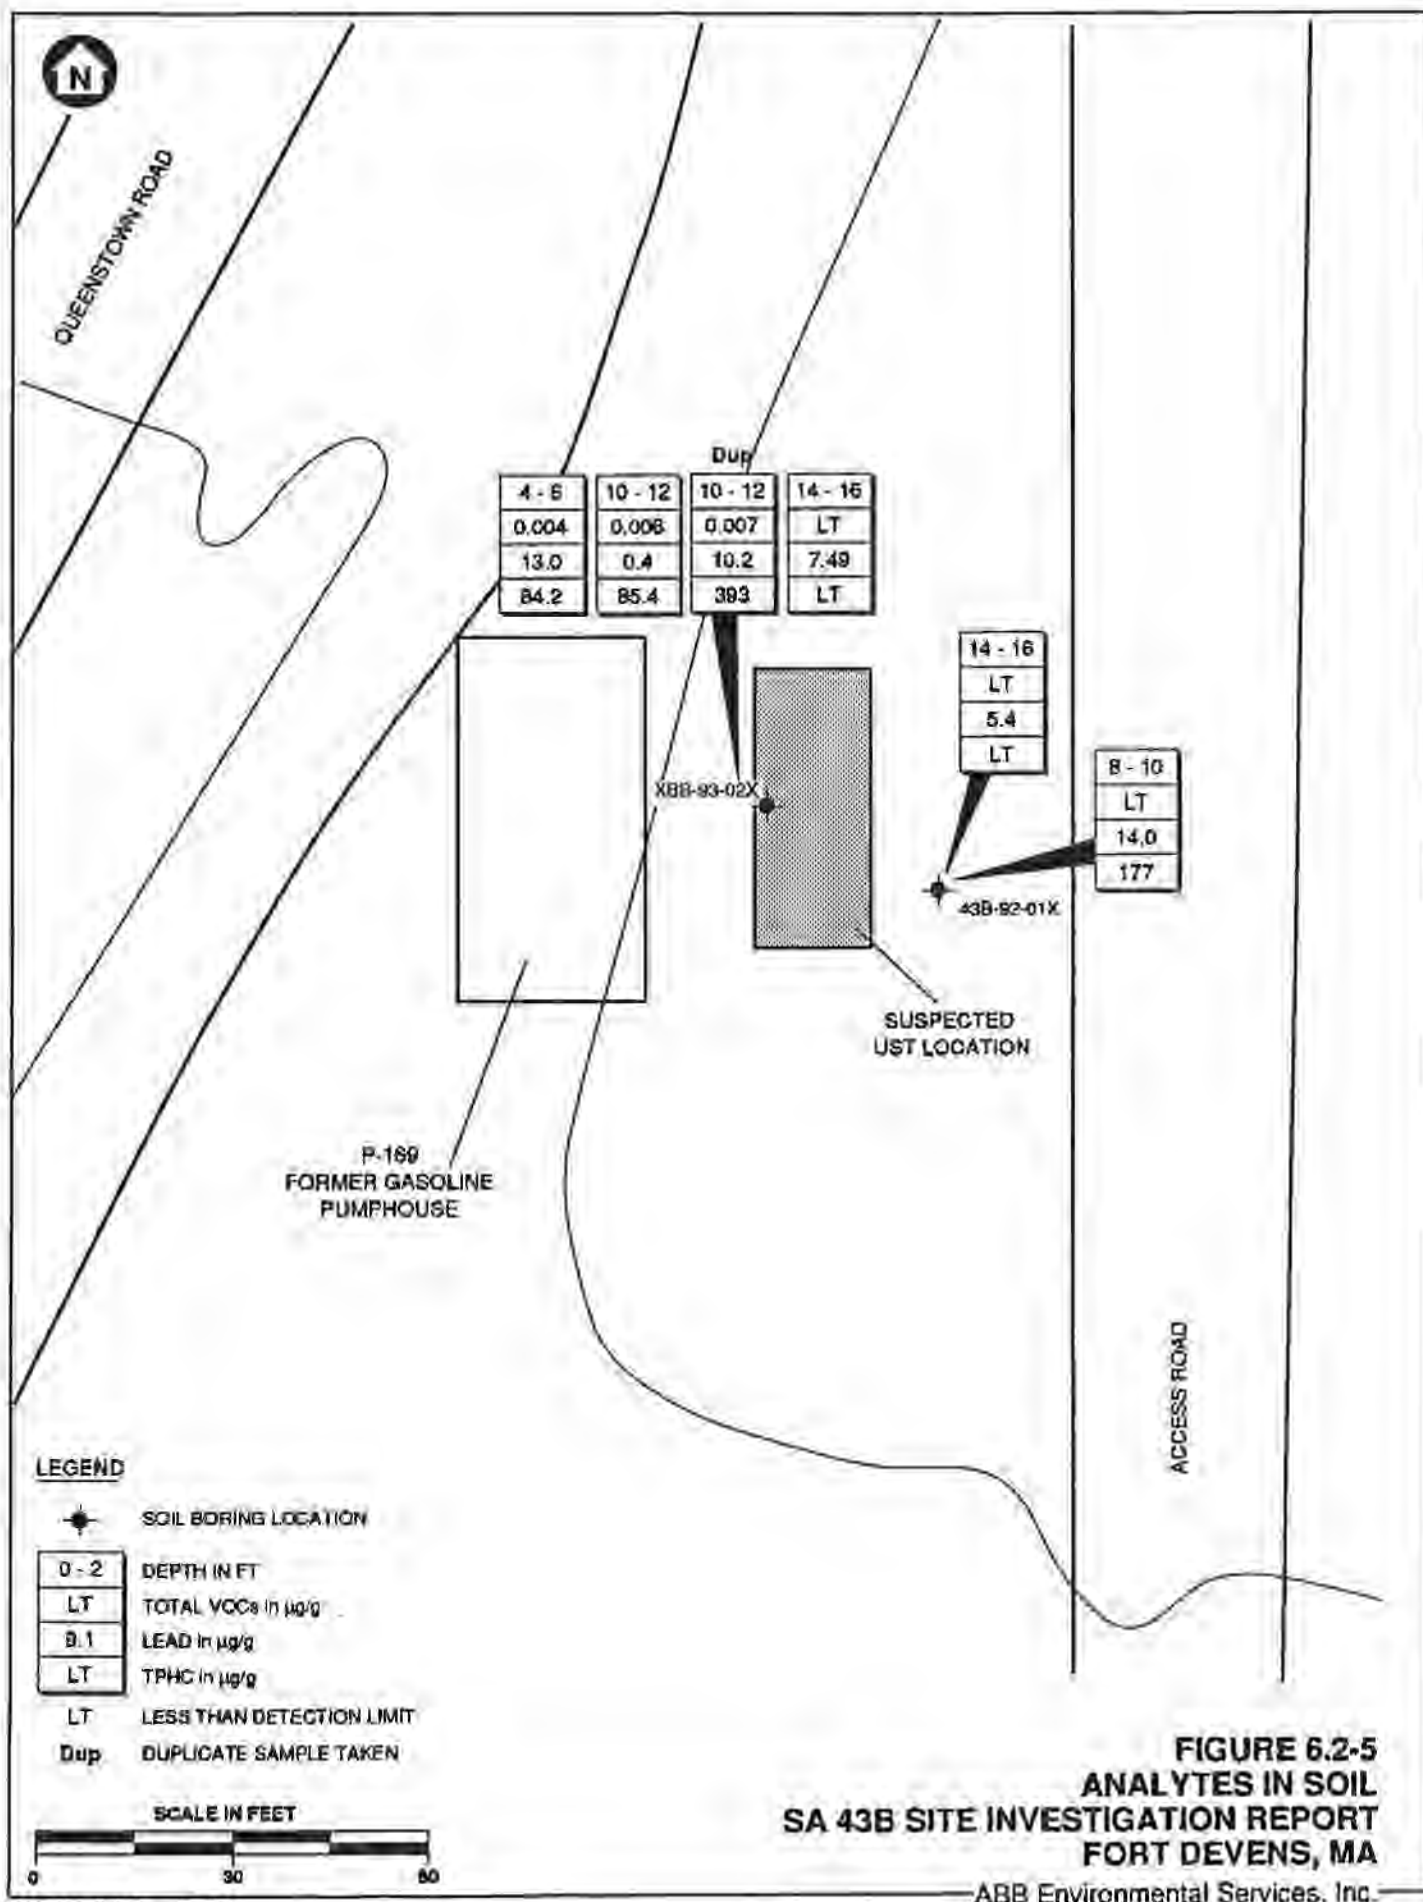 N
QUEENSTOWN ROAD
Dup
4 - 6 10 - 12 10 - 12 14 - 16
0.004 0.006 0.007 LT
13.0 0.4 10.2 7.49
84.2 85.4 393 LT
14 - 16
LT
5.4
LT
8 - 10
LT
14.0
177
XBB-93-02X
43B-92-01X
SUSPECTED
UST LOCATION
P-169
FORMER GASOLINE
PUMPHOUSE
ACCESS ROAD
LEGEND
SOIL BORING LOCATION
0 - 2 DEPTH IN FT
LT TOTAL VOCs in µg/g
9.1 LEAD in µg/g
LT TPHC in µg/g
LT LESS THAN DETECTION LIMIT
Dup DUPLICATE SAMPLE TAKEN
SCALE IN FEET
0 30 60
FIGURE 6.2-5
ANALYTES IN SOIL
SA 43B SITE INVESTIGATION REPORT
FORT DEVENS, MA
ABB Environmental Services, Inc.